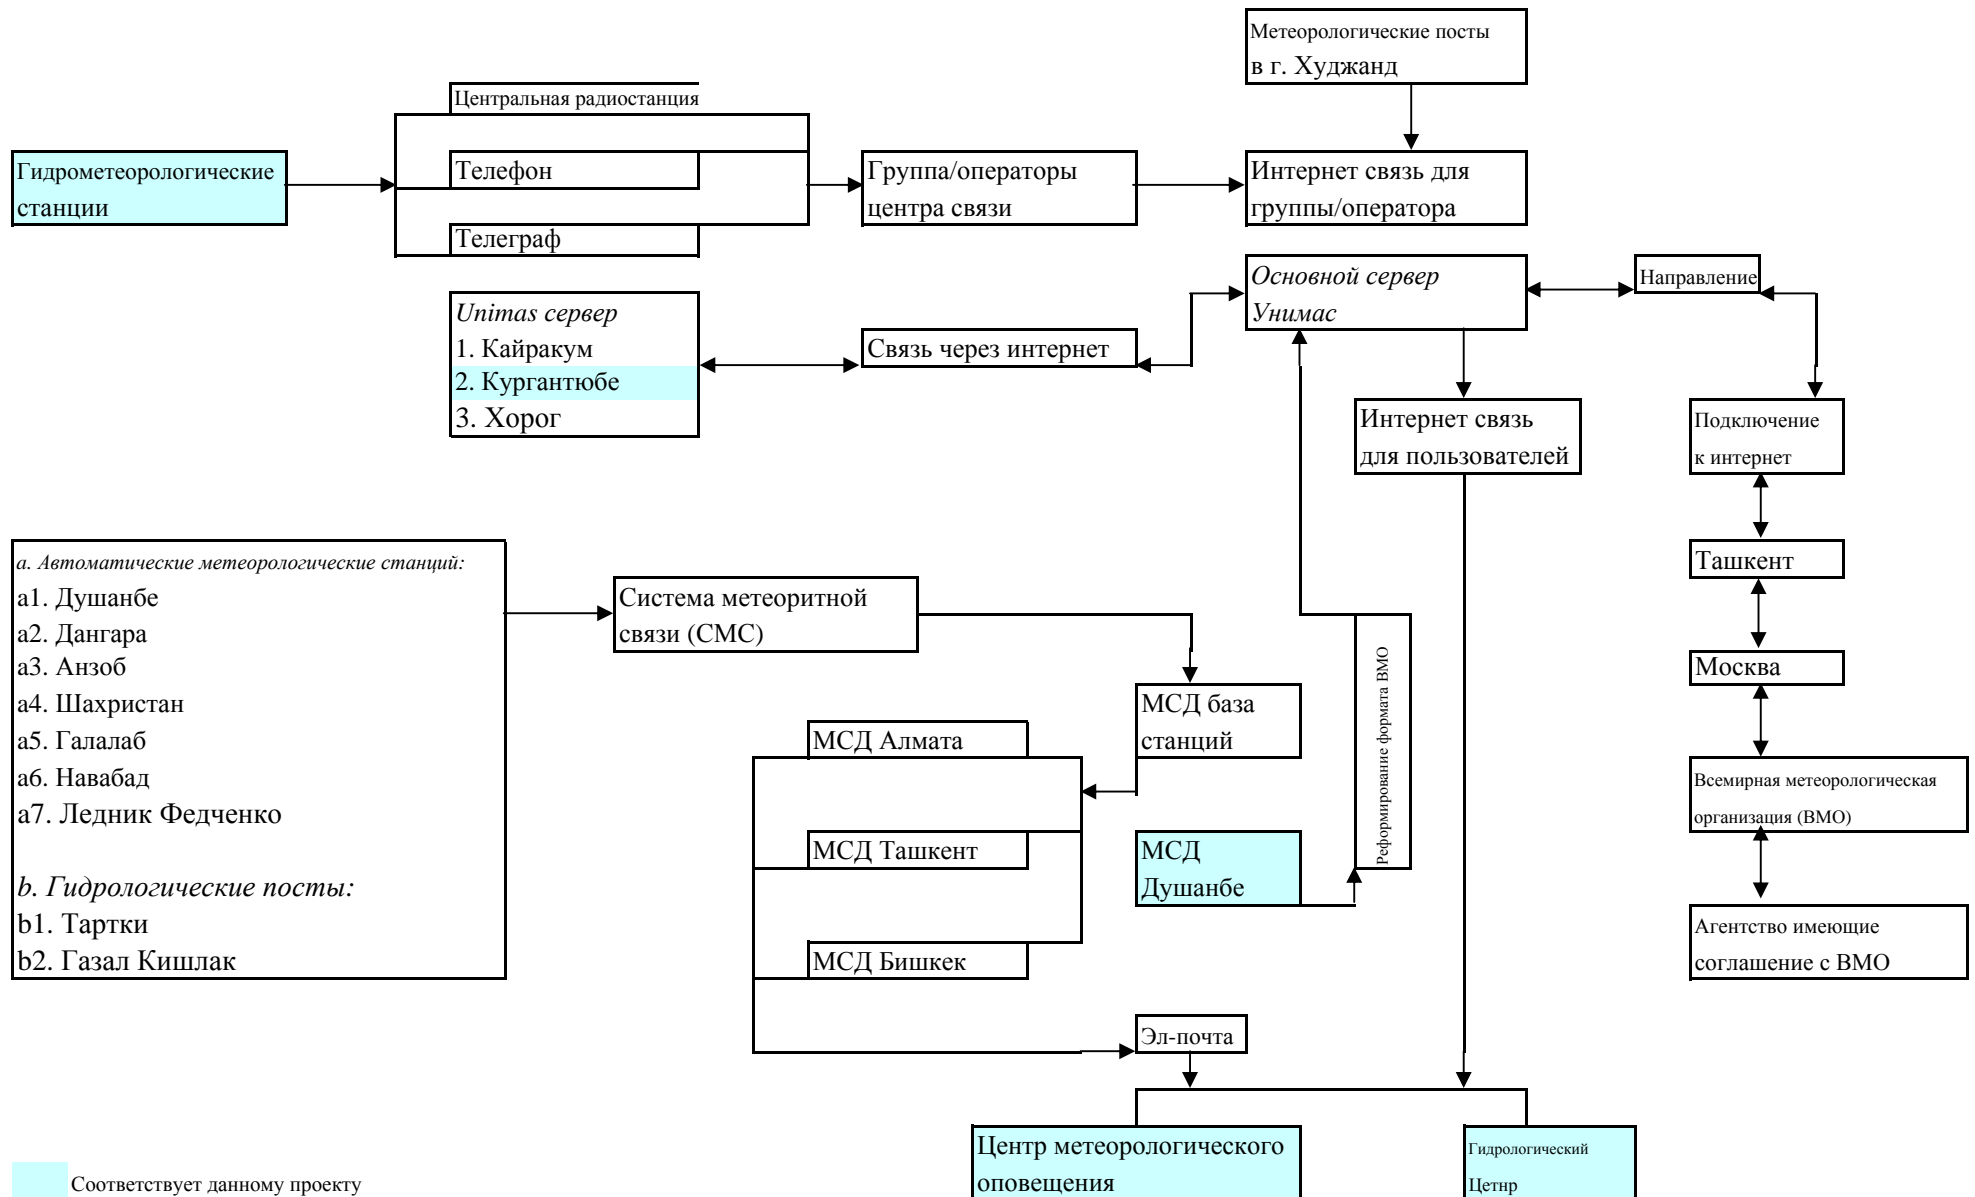 Метеорологические посты
в г. Худжанд
Центральная радиостанция
Гидрометеорологические
станции
Телефон
Телеграф
Группа/операторы
центра связи
Интернет связь для
группы/оператора
Unimas сервер
1. Кайракум
2. Кургантюбе
3. Хорог
Связь через интернет
Основной сервер
Унимас
Направление
Интернет связь
для пользователей
Подключение
к интернет
Ташкент
Москва
Всемирная метеорологическая
организация (ВМО)
Агентство имеющие
соглашение с ВМО
а. Автоматические метеорологические станций:
а1. Душанбе
а2. Дангара
а3. Анзоб
а4. Шахристан
а5. Галалаб
а6. Навабад
а7. Ледник Федченко
b. Гидрологические посты:
b1. Тартки
b2. Газал Кишлак
Система метеоритной
связи (СМС)
МСД база
станций
МСД Алмата
МСД Ташкент
МСД Бишкек
МСД
Душанбе
Реформирование формата ВМО
Эл-почта
Центр метеорологического
оповещения
Гидрологический
Цетнр
Соответствует данному проекту